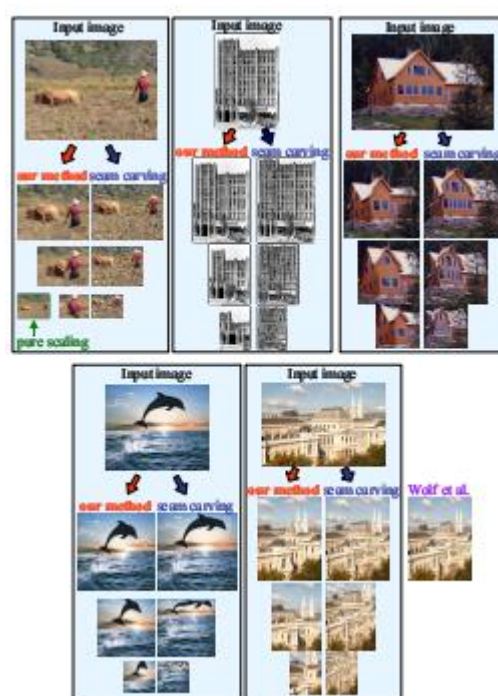 Input image
our method seam carving
pure scaling
Input image
our method seam carving
Input image
our method seam carving
Input image
our method seam carving
Input image
our method seam carving
Wolf et al.